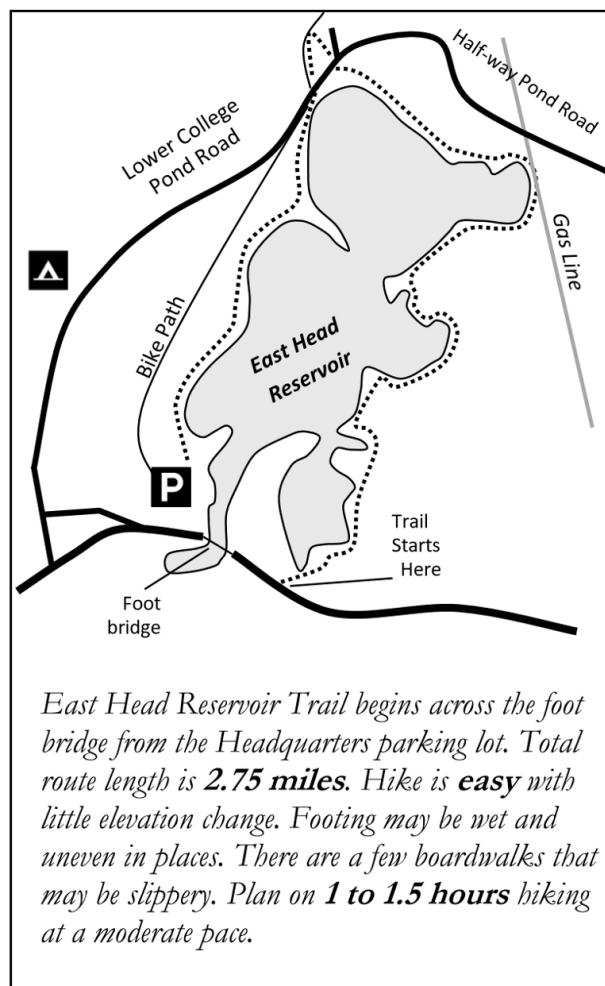 Half-way Pond Road
Lower College
Pond Road
Gas Line
Bike Path
East Head
Reservoir
P
Trail
Starts
Here
Foot
bridge
East Head Reservoir Trail begins across the foot
bridge from the Headquarters parking lot. Total
route length is 2.75 miles. Hike is easy with
little elevation change. Footing may be wet and
uneven in places. There are a few boardwalks that
may be slippery. Plan on 1 to 1.5 hours hiking
at a moderate pace.